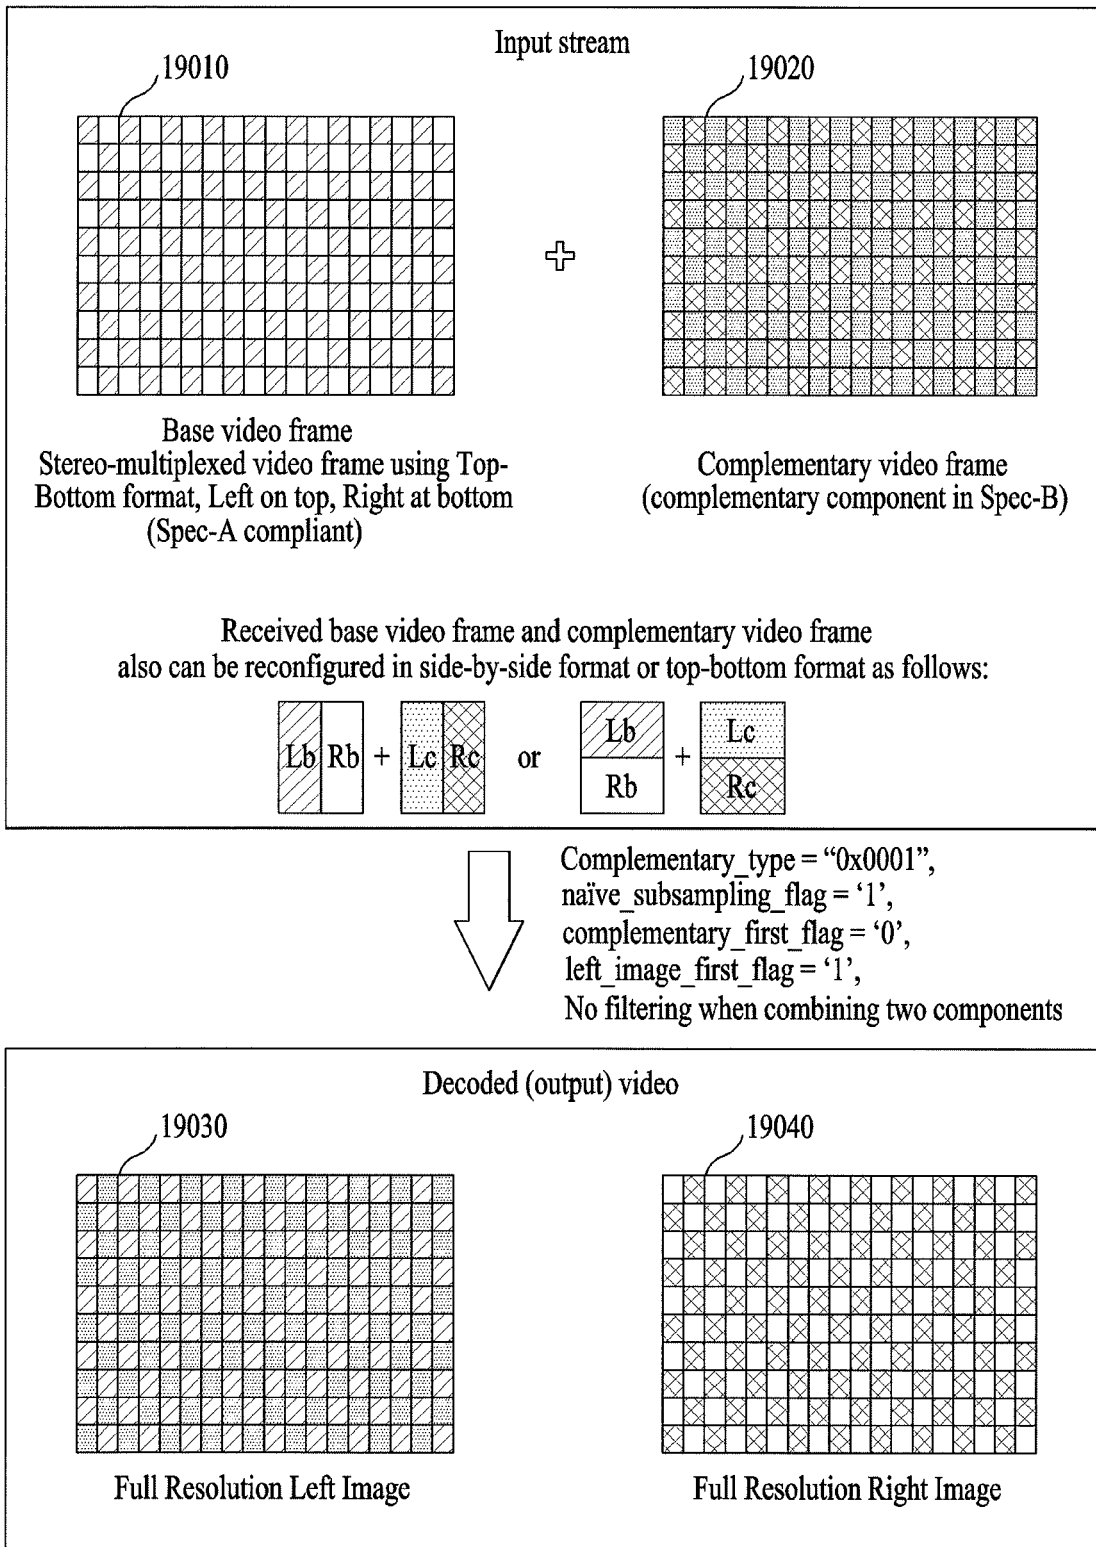 Input stream
19010
19020
Base video frame
Stereo-multiplexed video frame using Top-
Bottom format, Left on top, Right at bottom
(Spec-A compliant)
Complementary video frame
(complementary component in Spec-B)
Received base video frame and complementary video frame
also can be reconfigured in side-by-side format or top-bottom format as follows:
Lb Rb + Lc Rc or Lb + Lc
Rb Rc
Complementary_type = “0x0001”,
naïve_subsampling_flag = ‘1’,
complementary_first_flag = ‘0’,
left_image_first_flag = ‘1’,
No filtering when combining two components
Decoded (output) video
19030
19040
Full Resolution Left Image
Full Resolution Right Image